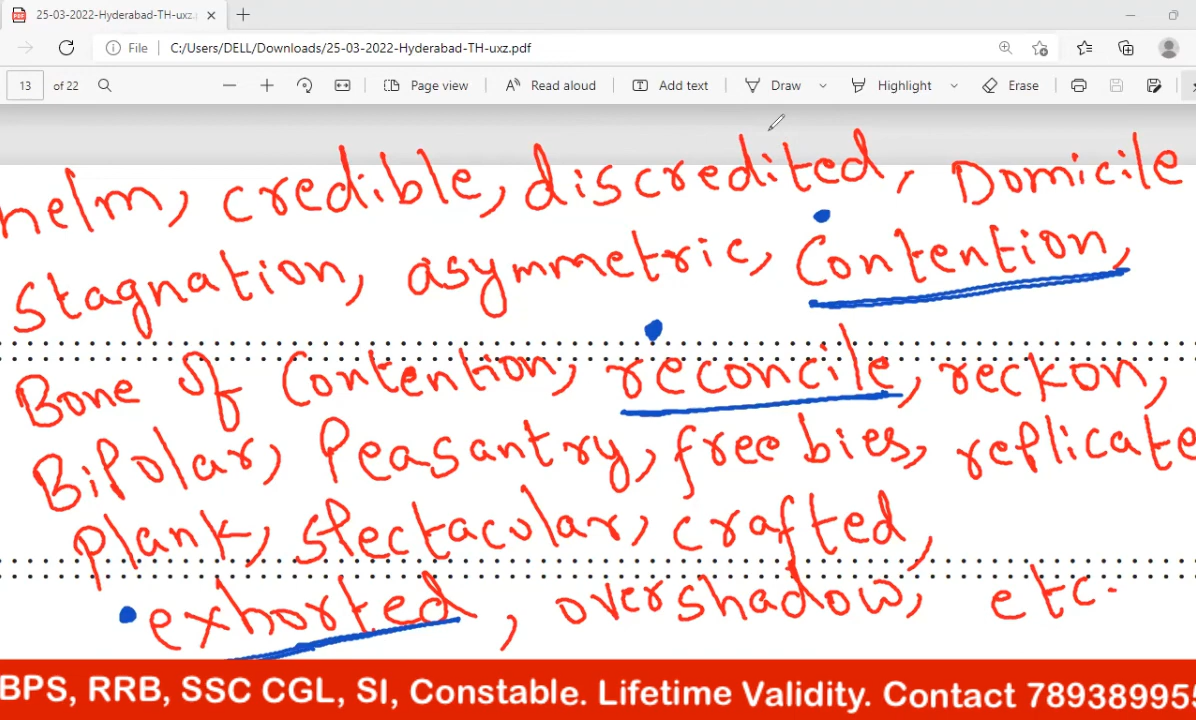 25-03-2022-Hyderabad-TH-uxz.
File C:/Users/DELL/Downloads/25-03-2022-Hyderabad-TH-uxz.pdf
13 of 22 Page view Read aloud Add text Draw Highlight Erase
helm, credible, discredited, Domicile
Stagnation, asymmetric, Contention,
Bone of Contention, reconcile, reckon,
Bipolar, Peasantry, freebies, replicate
plank, spectacular, crafted,
exhorted, overshadow, etc.
BPS, RRB, SSC CGL, SI, Constable. Lifetime Validity. Contact 789389955